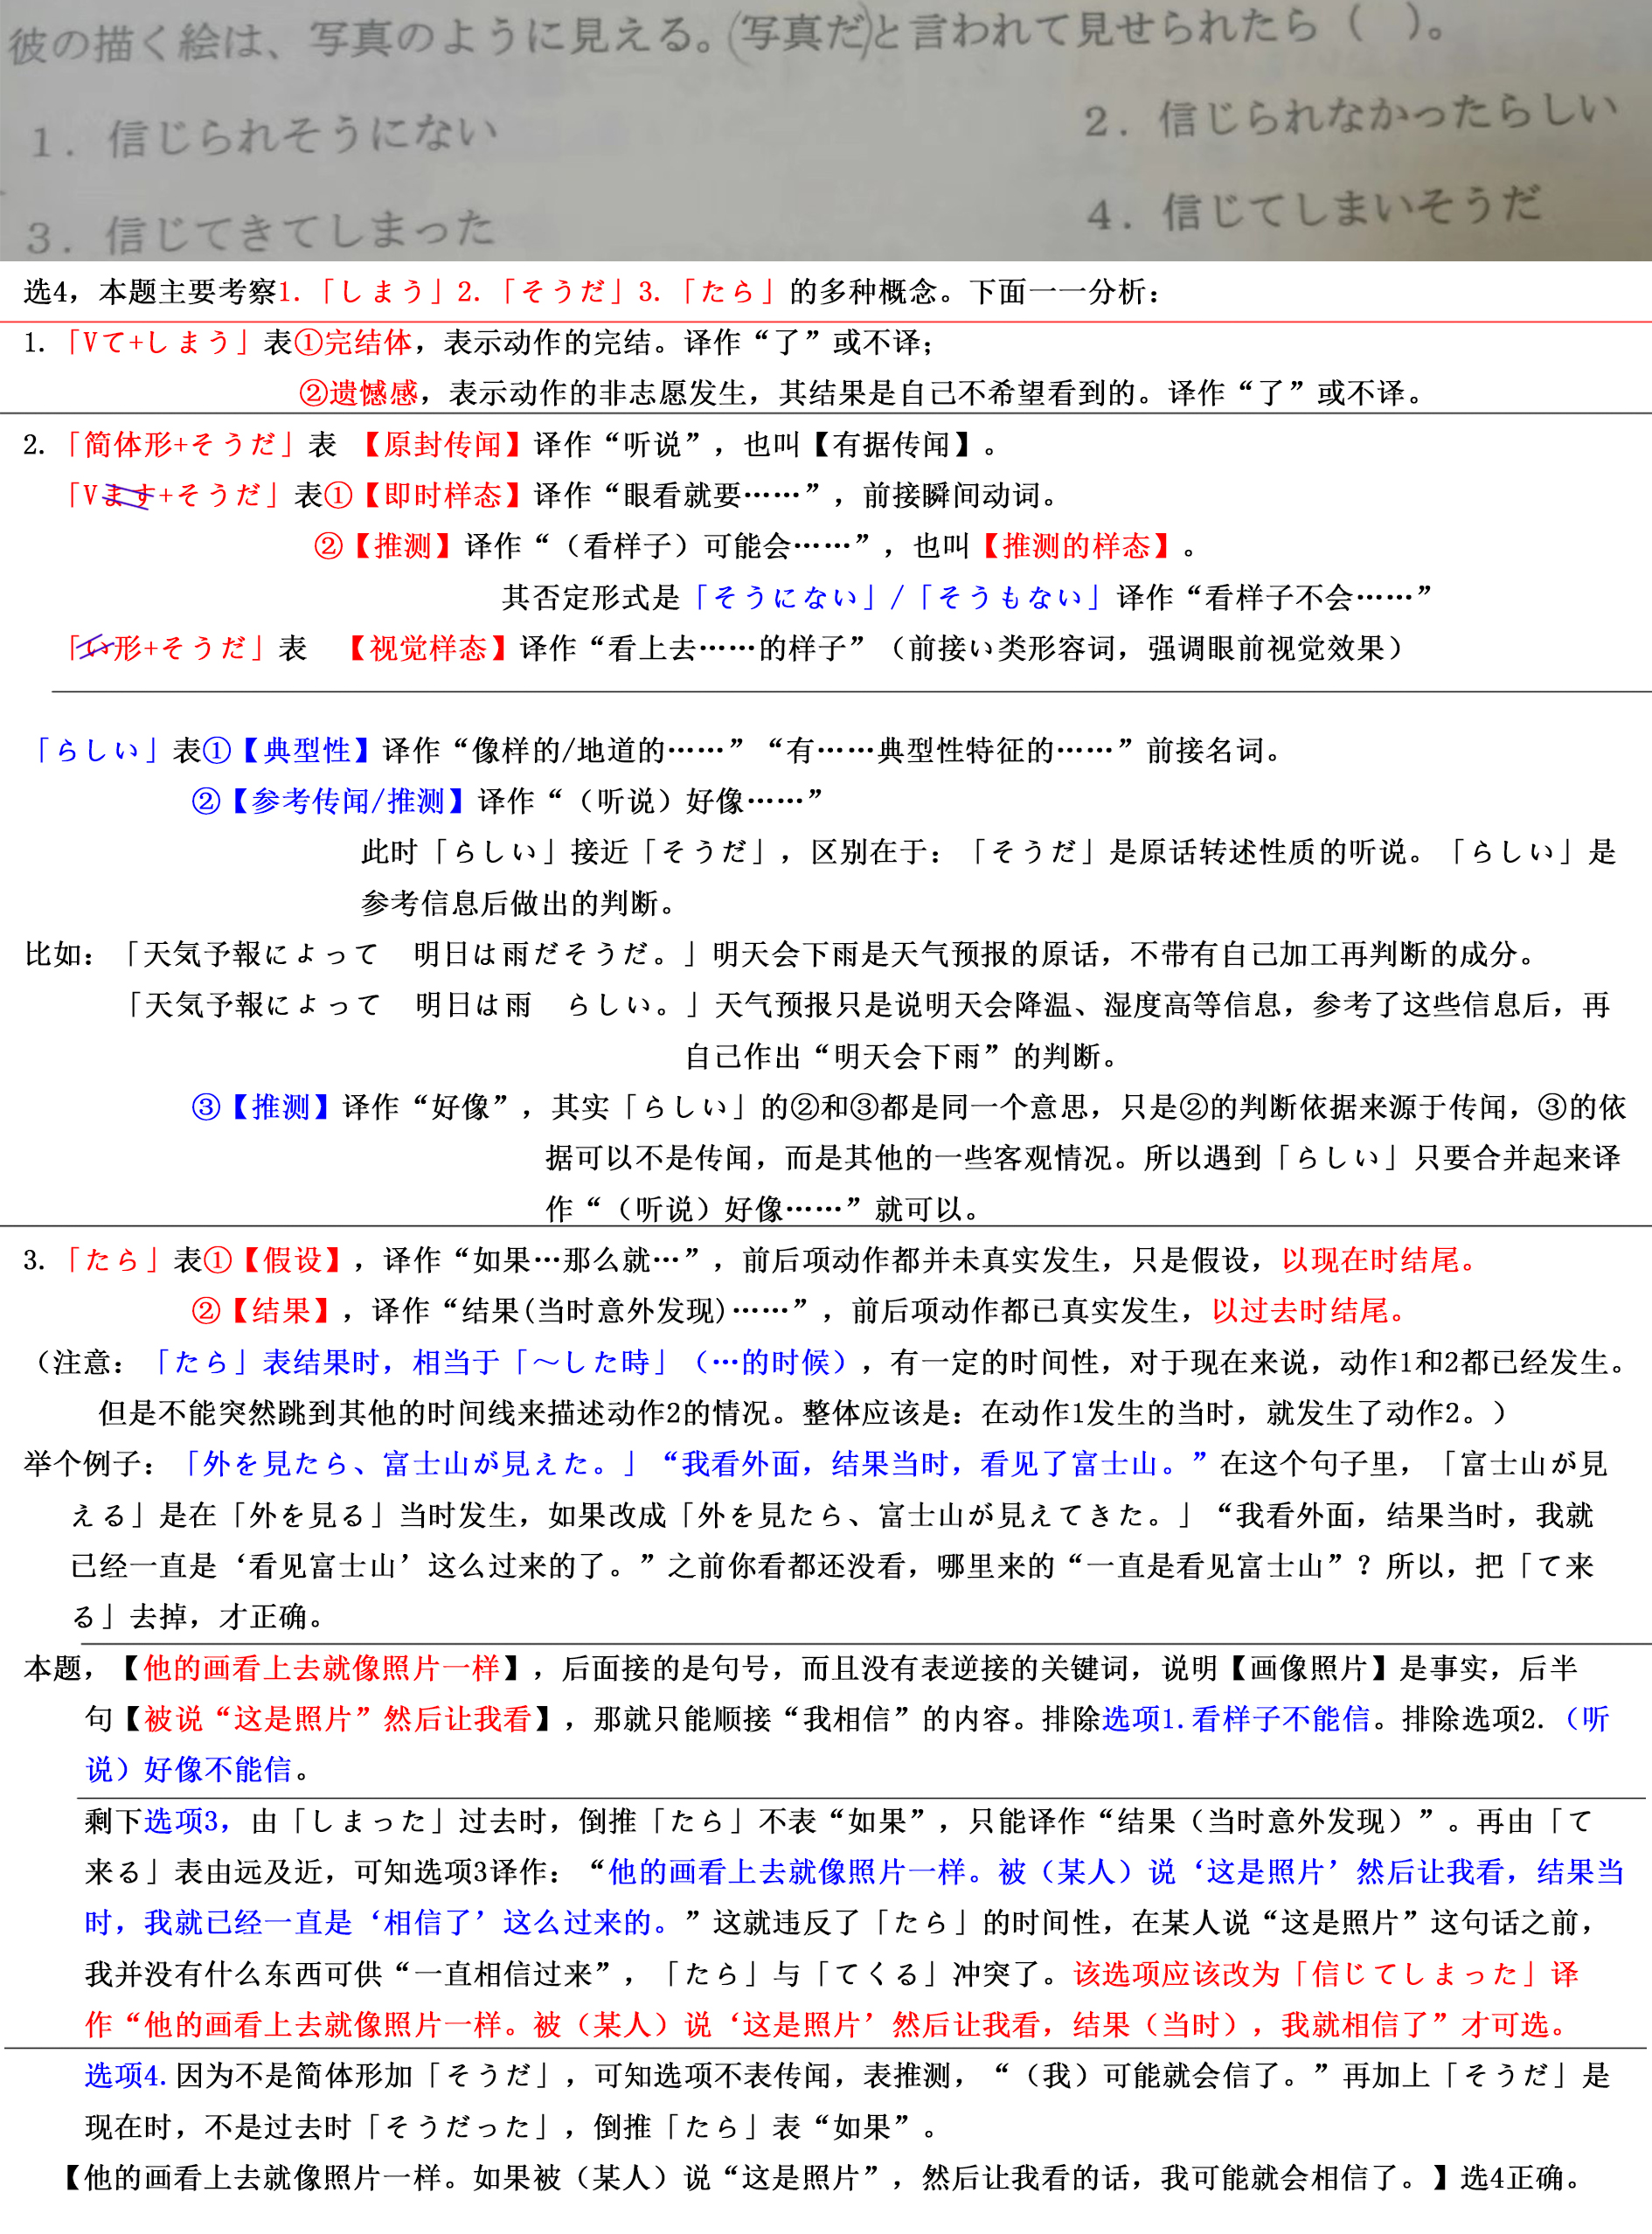 彼の描く絵は、写真のように見える。(写真だ)と言われて見せられたら（　）。
1．信じられそうにない
2．信じられなかったらしい
3．信じてきてしまった
4．信じてしまいそうだ
选4，本题主要考察1.「しまう」2.「そうだ」3.「たら」的多种概念。下面一一分析：
1.「Vて+しまう」表①完结体，表示动作的完结。译作“了”或不译；
②遗憾感，表示动作的非志愿发生，其结果是自己不希望看到的。译作“了”或不译。
2.「简体形+そうだ」表 【原封传闻】译作“听说”，也叫【有据传闻】。
「Vます+そうだ」表①【即时样态】译作“眼看就要……”，前接瞬间动词。
②【推测】译作“（看样子）可能会……”，也叫【推测的样态】。
其否定形式是「そうにない」/「そうもない」译作“看样子不会……”
「い形+そうだ」表　【视觉样态】译作“看上去……的样子”（前接い类形容词，强调眼前视觉效果）
「らしい」表①【典型性】译作“像样的/地道的……”“有……典型性特征的……”前接名词。
②【参考传闻/推测】译作“（听说）好像……”
此时「らしい」接近「そうだ」，区别在于：「そうだ」是原话转述性质的听说。「らしい」是
参考信息后做出的判断。
比如：「天気予報によって　明日は雨だそうだ。」明天会下雨是天气预报的原话，不带有自己加工再判断的成分。
「天気予報によって　明日は雨　らしい。」天气预报只是说明天会降温、湿度高等信息，参考了这些信息后，再
自己作出“明天会下雨”的判断。
③【推测】译作“好像”，其实「らしい」的②和③都是同一个意思，只是②的判断依据来源于传闻，③的依
据可以不是传闻，而是其他的一些客观情况。所以遇到「らしい」只要合并起来译
作“（听说）好像……”就可以。
3.「たら」表①【假设】，译作“如果…那么就…”，前后项动作都并未真实发生，只是假设，以现在时结尾。
②【结果】，译作“结果(当时意外发现)……”，前后项动作都已真实发生，以过去时结尾。
（注意：「たら」表结果时，相当于「～した時」（…的时候），有一定的时间性，对于现在来说，动作1和2都已经发生。
但是不能突然跳到其他的时间线来描述动作2的情况。整体应该是：在动作1发生的当时，就发生了动作2。）
举个例子：「外を見たら、富士山が見えた。」“我看外面，结果当时，看见了富士山。”在这个句子里，「富士山が見
える」是在「外を見る」当时发生，如果改成「外を見たら、富士山が見えてきた。」“我看外面，结果当时，我就
已经一直是‘看见富士山’这么过来的了。”之前你看都还没看，哪里来的“一直是看见富士山”？所以，把「て来
る」去掉，才正确。
本题，【他的画看上去就像照片一样】，后面接的是句号，而且没有表逆接的关键词，说明【画像照片】是事实，后半
句【被说“这是照片”然后让我看】，那就只能顺接“我相信”的内容。排除选项1.看样子不能信。排除选项2.（听
说）好像不能信。
剩下选项3，由「しまった」过去时，倒推「たら」不表“如果”，只能译作“结果（当时意外发现）”。再由「て
来る」表由远及近，可知选项3译作：“他的画看上去就像照片一样。被（某人）说‘这是照片’然后让我看，结果当
时，我就已经一直是‘相信了’这么过来的。”这就违反了「たら」的时间性，在某人说“这是照片”这句话之前，
我并没有什么东西可供“一直相信过来”，「たら」与「てくる」冲突了。该选项应该改为「信じてしまった」译
作“他的画看上去就像照片一样。被（某人）说‘这是照片’然后让我看，结果（当时），我就相信了”才可选。
选项4.因为不是简体形加「そうだ」，可知选项不表传闻，表推测，“（我）可能就会信了。”再加上「そうだ」是
现在时，不是过去时「そうだった」，倒推「たら」表“如果”。
【他的画看上去就像照片一样。如果被（某人）说“这是照片”，然后让我看的话，我可能就会相信了。】选4正确。